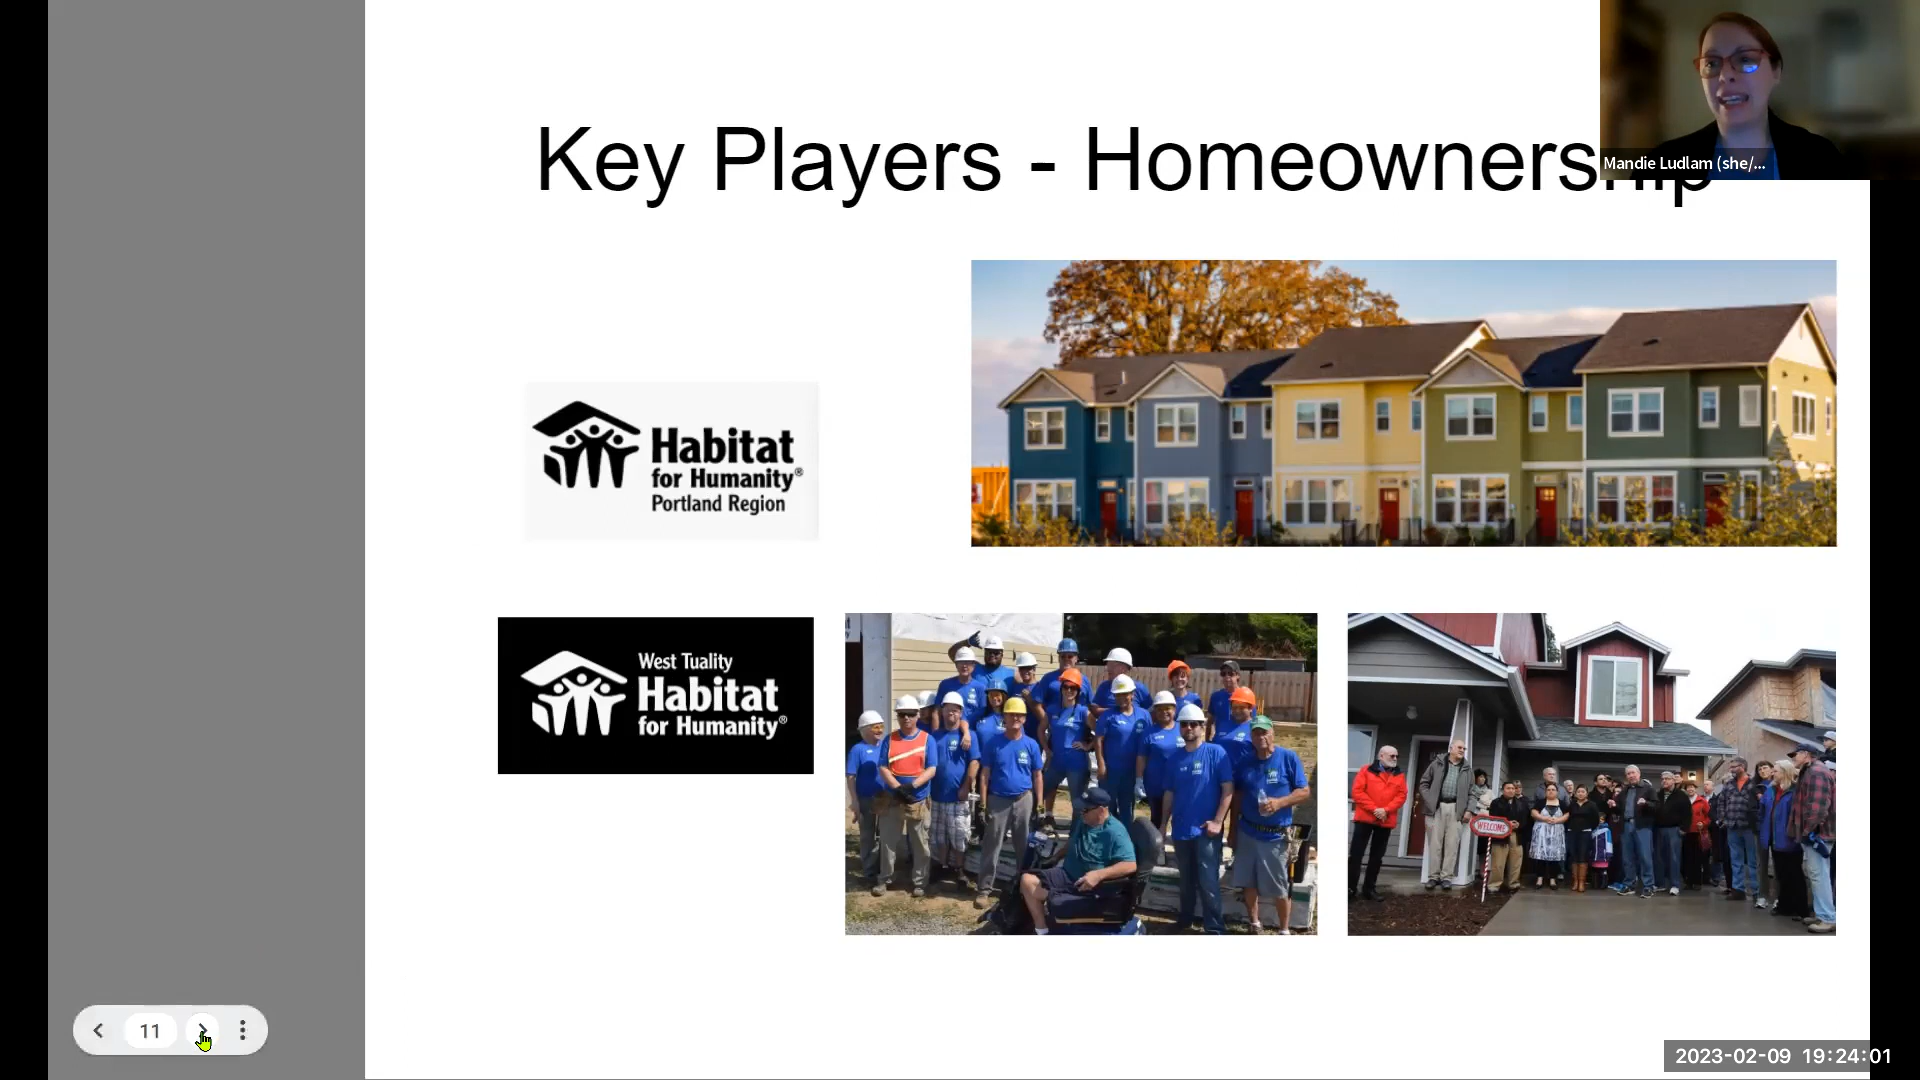 Key Players - Homeownership
Mandie Ludlam (she/...
Habitat
for Humanity®
Portland Region
West Tuality
Habitat
for Humanity®
WELCOME
11
2023-02-09 19:24:01